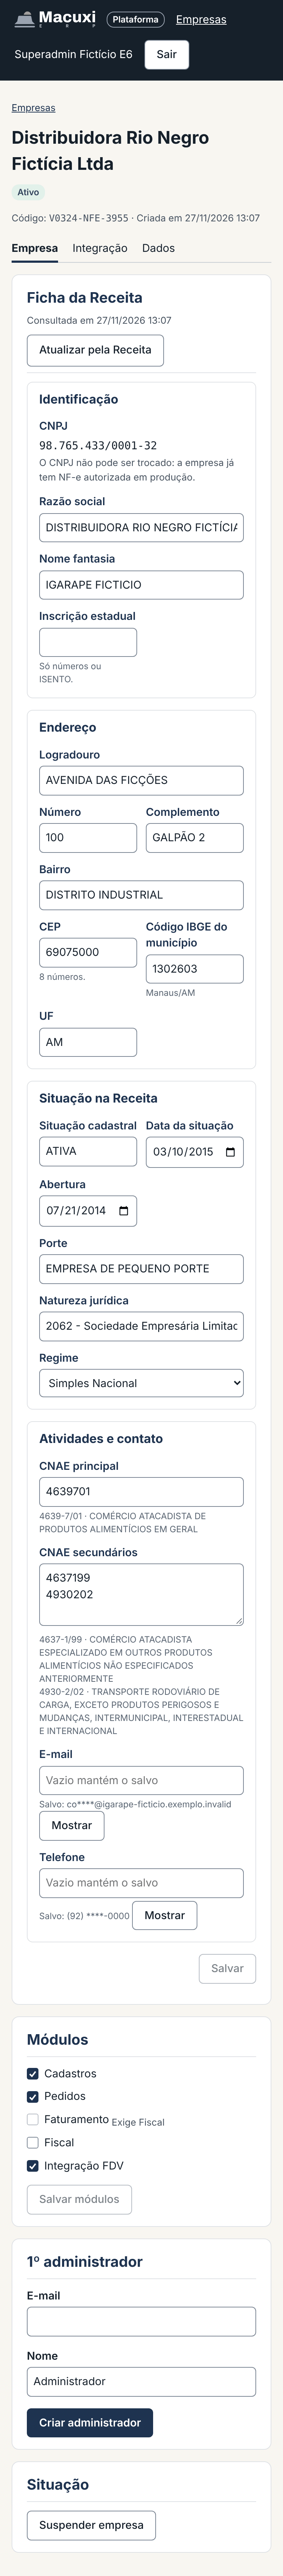 Macuxi
Plataforma
Empresas
Superadmin Fictício E6
Sair
Empresas
Distribuidora Rio Negro
Fictícia Ltda
Ativo
Código: V0324-NFE-3955 · Criada em 27/11/2026 13:07
Empresa Integração Dados
Ficha da Receita
Consultada em 27/11/2026 13:07
Atualizar pela Receita
Identificação
CNPJ
98.765.433/0001-32
O CNPJ não pode ser trocado: a empresa já
tem NF-e autorizada em produção.
Razão social
DISTRIBUIDORA RIO NEGRO FICTÍCIA
Nome fantasia
IGARAPE FICTICIO
Inscrição estadual
Só números ou
ISENTO.
Endereço
Logradouro
AVENIDA DAS FICÇÕES
Número Complemento
100 GALPÃO 2
Bairro
DISTRITO INDUSTRIAL
CEP Código IBGE do
município
69075000 1302603
8 números. Manaus/AM
UF
AM
Situação na Receita
Situação cadastral Data da situação
ATIVA 03/10/2015
Abertura
07/21/2014
Porte
EMPRESA DE PEQUENO PORTE
Natureza jurídica
2062 - Sociedade Empresária Limitad
Regime
Simples Nacional
Atividades e contato
CNAE principal
4639701
4639-7/01 · COMÉRCIO ATACADISTA DE
PRODUTOS ALIMENTÍCIOS EM GERAL
CNAE secundários
4637199
4930202
4637-1/99 · COMÉRCIO ATACADISTA
ESPECIALIZADO EM OUTROS PRODUTOS
ALIMENTÍCIOS NÃO ESPECIFICADOS
ANTERIORMENTE
4930-2/02 · TRANSPORTE RODOVIÁRIO DE
CARGA, EXCETO PRODUTOS PERIGOSOS E
MUDANÇAS, INTERMUNICIPAL, INTERESTADUAL
E INTERNACIONAL
E-mail
Vazio mantém o salvo
Salvo: co****@igarape-ficticio.exemplo.invalid
Mostrar
Telefone
Vazio mantém o salvo
Salvo: (92) ****-0000 Mostrar
Salvar
Módulos
Cadastros
Pedidos
Faturamento Exige Fiscal
Fiscal
Integração FDV
Salvar módulos
1º administrador
E-mail
Nome
Administrador
Criar administrador
Situação
Suspender empresa